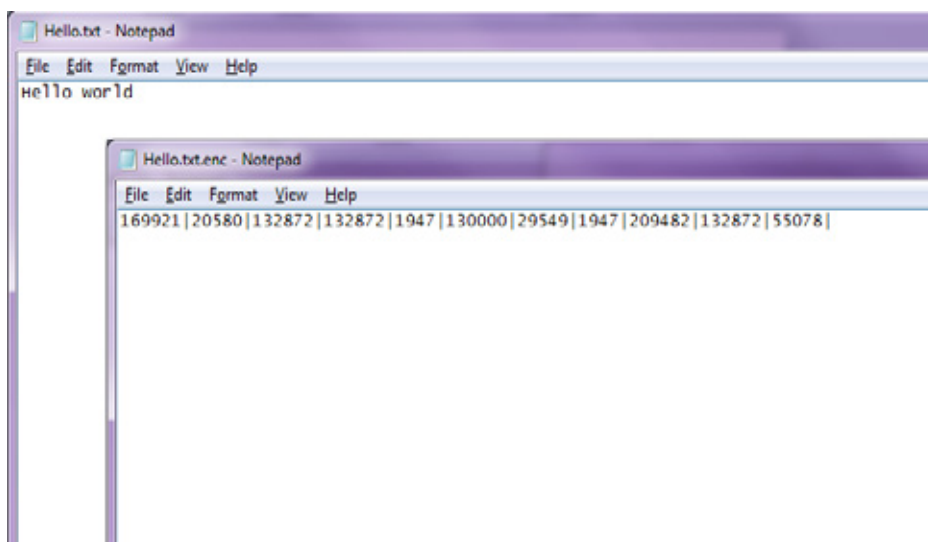 Hello.txt - Notepad
File Edit Format View Help
Hello world
Hello.txt.enc - Notepad
File Edit Format View Help
169921|20580|132872|132872|1947|130000|29549|1947|209482|132872|55078|